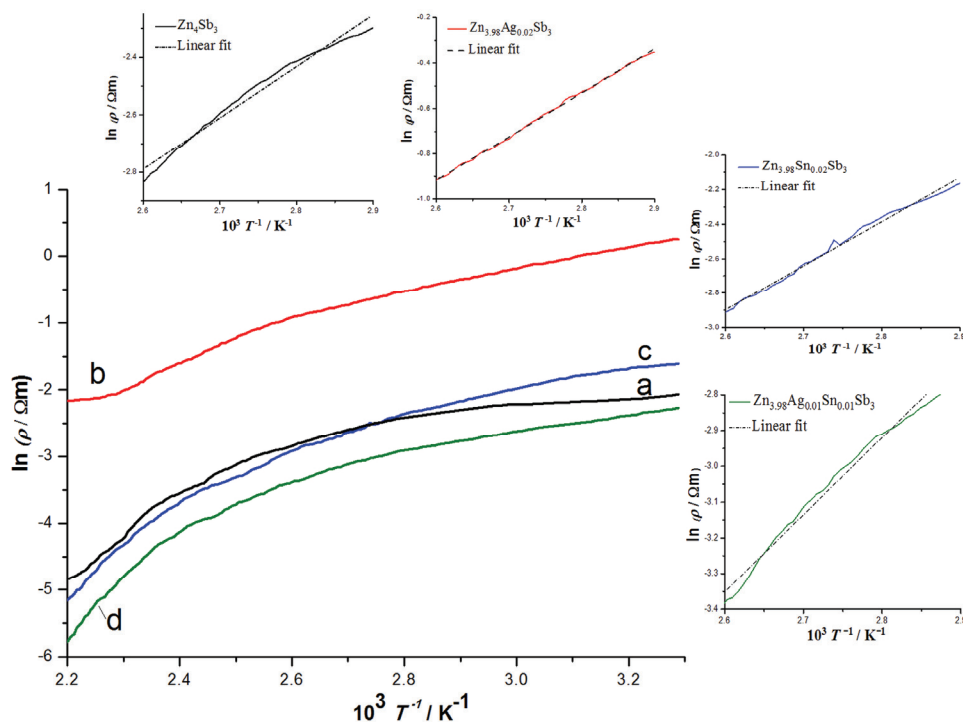 Zn4Sb3
Linear fit
ln (ρ / Ωm)
-2.4
-2.6
-2.8
2.6
2.7
2.8
2.9
10³ T⁻¹ / K⁻¹
Zn3.98Ag0.02Sb3
Linear fit
ln (ρ / Ωm)
-0.2
-0.4
-0.6
-0.8
-1.0
2.6
2.7
2.8
2.9
10³ T⁻¹ / K⁻¹
Zn3.98Sn0.02Sb3
Linear fit
ln (ρ / Ωm)
-2.0
-2.2
-2.4
-2.6
-2.8
-3.0
2.6
2.7
2.8
2.9
10³ T⁻¹ / K⁻¹
Zn3.98Ag0.01Sn0.01Sb3
Linear fit
ln (ρ / Ωm)
-2.8
-2.9
-3.0
-3.1
-3.2
-3.3
-3.4
2.6
2.7
2.8
2.9
10³ T⁻¹ / K⁻¹
ln (ρ / Ωm)
1
0
-1
-2
-3
-4
-5
-6
b
c
a
d
2.2
2.4
2.6
2.8
3.0
3.2
10³ T⁻¹ / K⁻¹